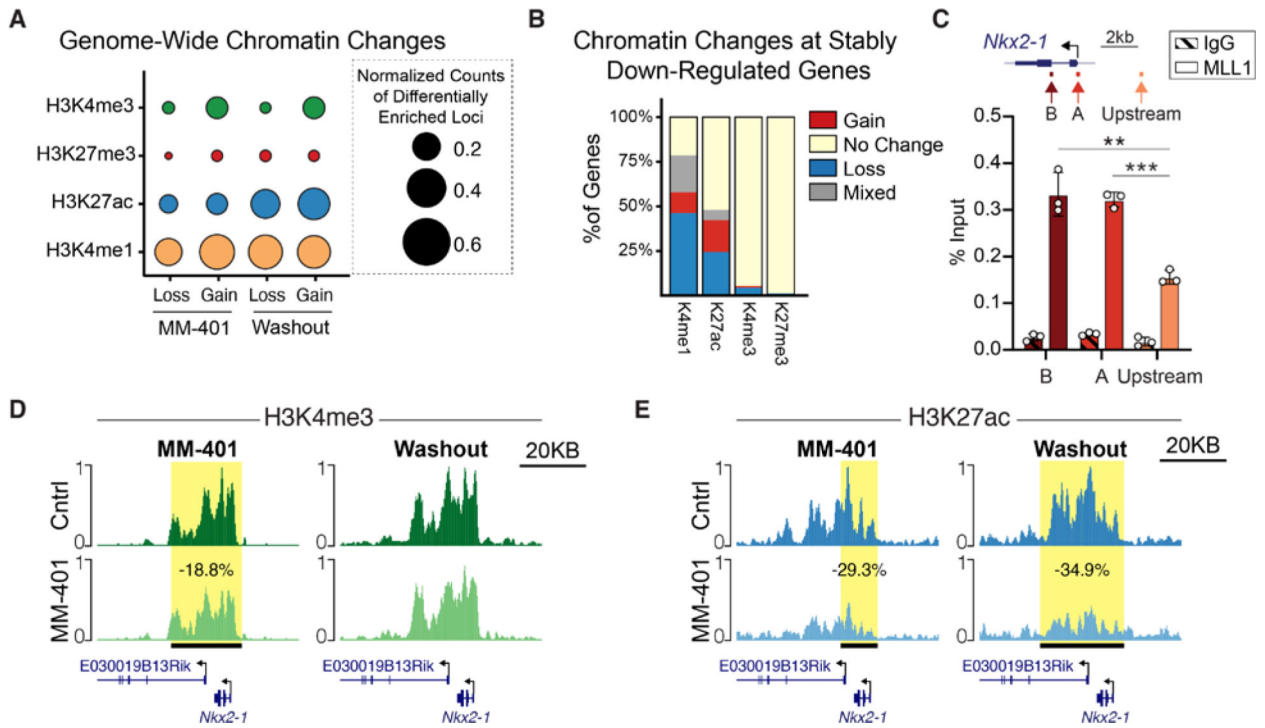 A
Genome-Wide Chromatin Changes
H3K4me3
H3K27me3
H3K27ac
H3K4me1
Loss Gain Loss Gain
MM-401 Washout
Normalized Counts
of Differentially
Enriched Loci
0.2
0.4
0.6
B
Chromatin Changes at Stably
Down-Regulated Genes
100%
75%
50%
25%
%of Genes
K4me1
K27ac
K4me3
K27me3
Gain
No Change
Loss
Mixed
C
Nkx2-1
2kb
IgG
MLL1
B A Upstream
0.5
0.4
0.3
0.2
0.1
0.0
% Input
**
***
B A Upstream
D
H3K4me3
MM-401 Washout
20KB
Cntrl
1
0
1
0
MM-401
1
0
1
0
-18.8%
E030019B13Rik
Nkx2-1
E030019B13Rik
Nkx2-1
E
H3K27ac
MM-401 Washout
20KB
Cntrl
1
0
1
0
MM-401
1
0
1
0
-29.3%
-34.9%
E030019B13Rik
Nkx2-1
E030019B13Rik
Nkx2-1